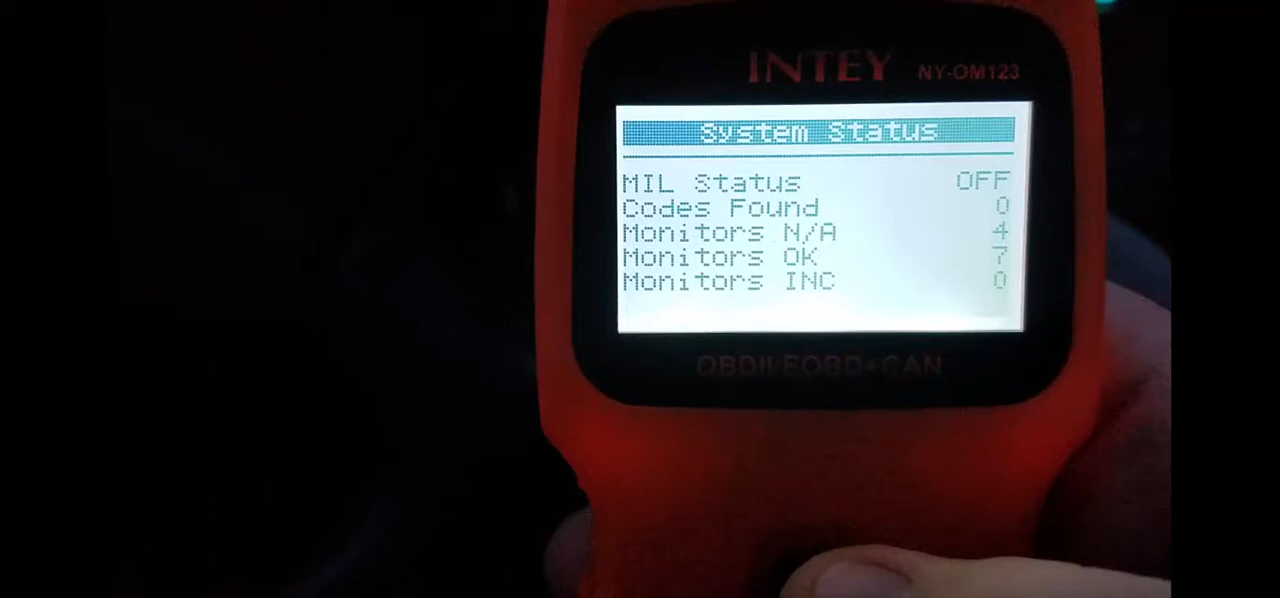 INTEY NY-OM123
System Status
MIL Status OFF
Codes Found 0
Monitors N/A 4
Monitors OK 7
Monitors INC 0
OBDII/EOBD+CAN